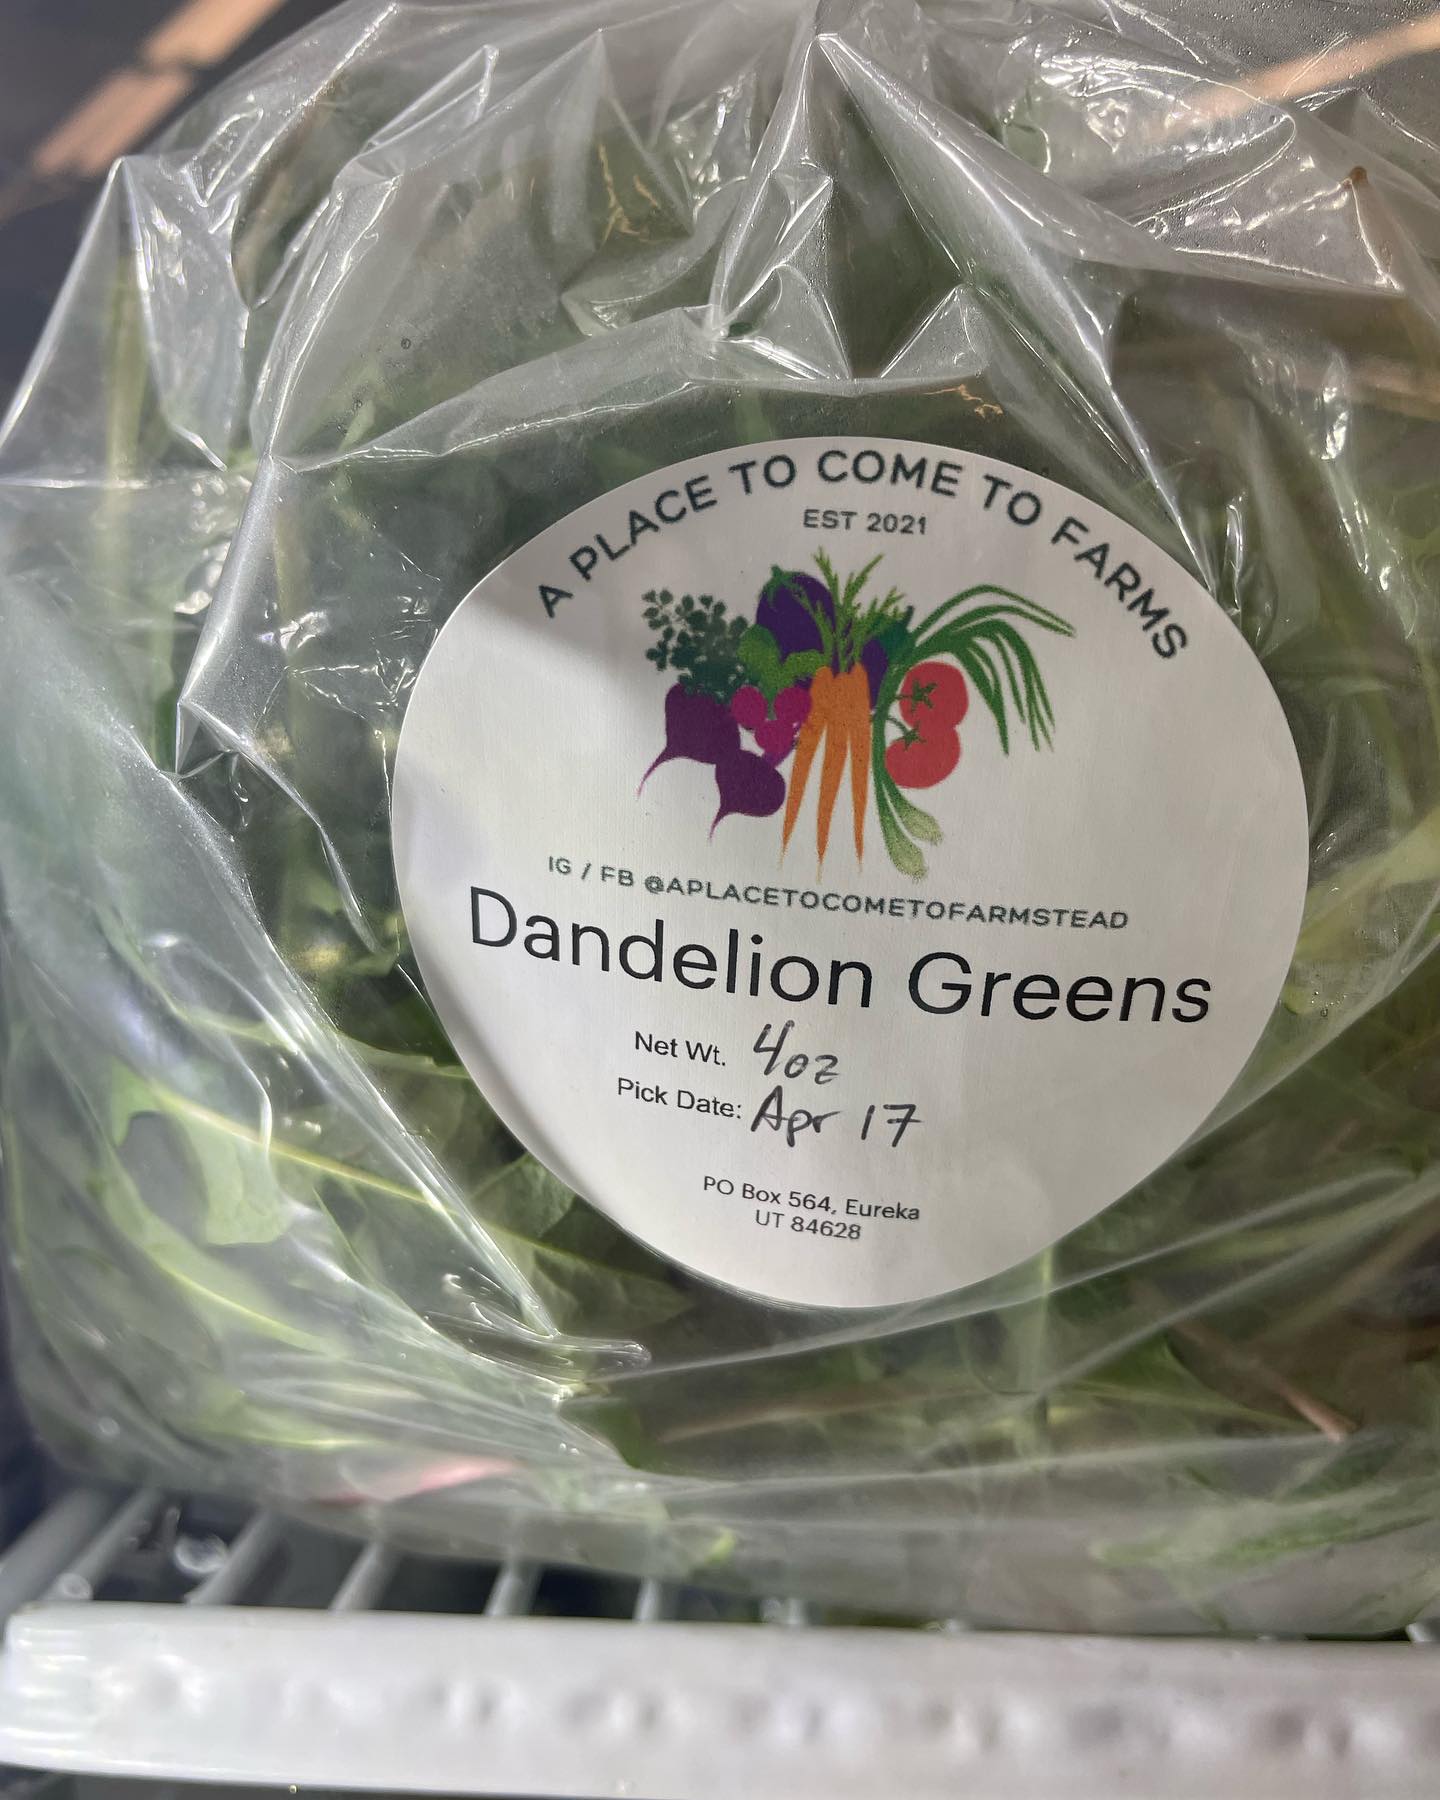 A PLACE TO COME TO FARMS
EST 2021
IG / FB @APLACETOCOMETOFARMSTEAD
Dandelion Greens
Net Wt. 4oz
Pick Date: Apr 17
PO Box 564, Eureka
UT 84628